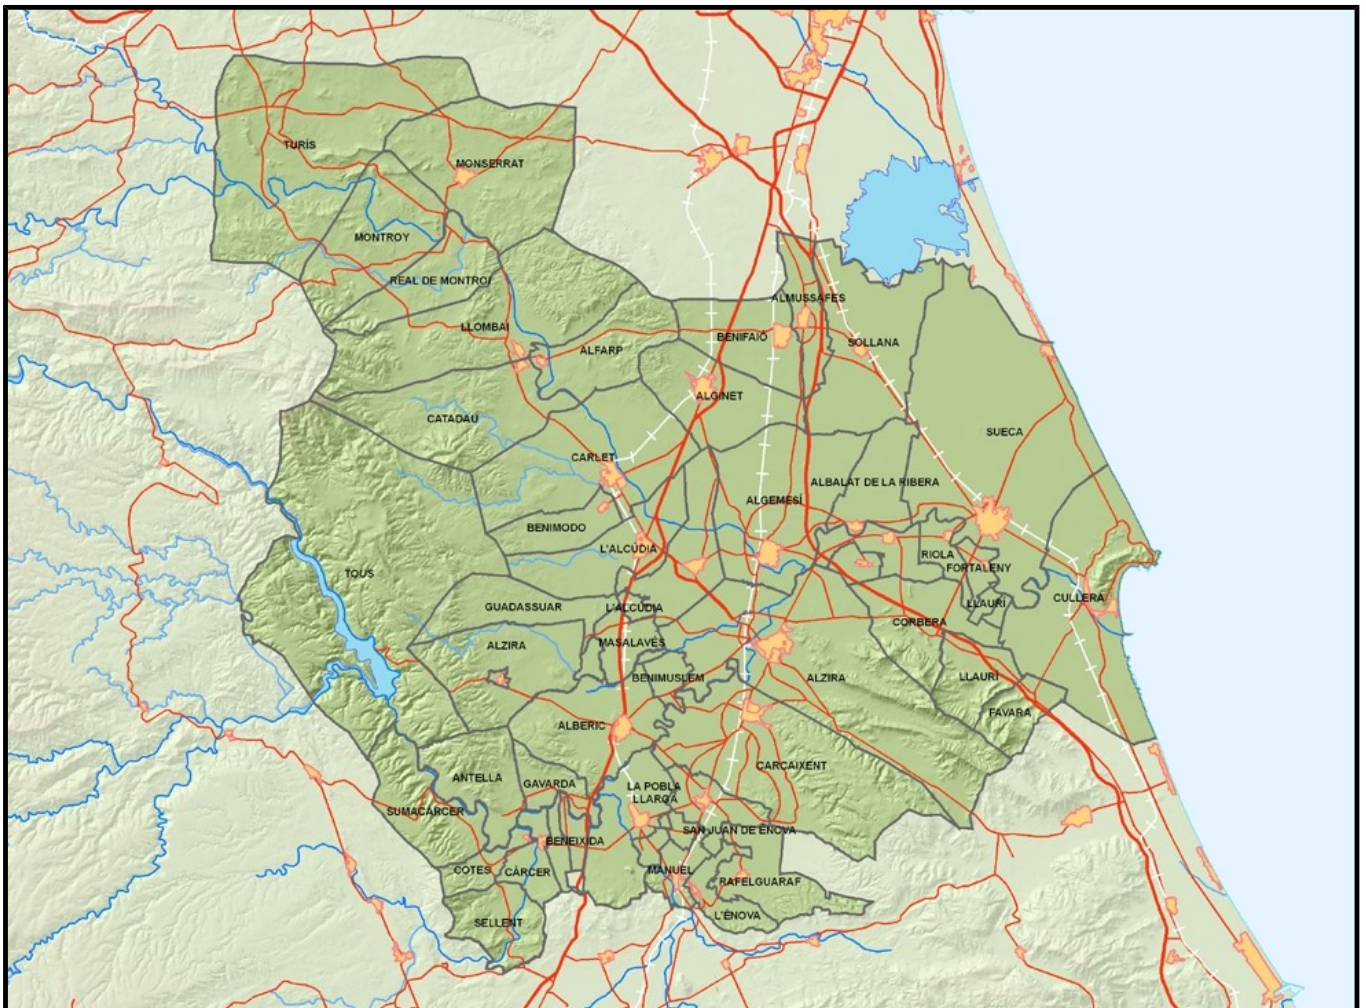 TURÍS
MONSERRAT
MONTROY
REAL DE MONTROI
ALMUSSAFES
LLOMBAI
BENIFAIÓ
SOLLANA
ALFARP
ALGINET
CATADAU
SUECA
CARLET
ALBALAT DE LA RIBERA
ALGEMESÍ
BENIMODO
L'ALCÚDIA
RIOLA
FORTALENY
TOUS
CULLERA
LLAURÍ
GUADASSUAR
L'ALCÚDIA
CORBERA
ALZIRA
MASALAVÉS
BENIMUSLEM
ALZIRA
LLAURÍ
FAVARA
ALBERIC
CARCAIXENT
ANTELLA
GAVARDA
LA POBLA
LLARGA
SUMACÀRCER
SAN JUAN DE ÉNOVA
BENEIXIDA
COTES
CÀRCER
MANUEL
RAFELGUARAF
L'ÉNOVA
SELLENT